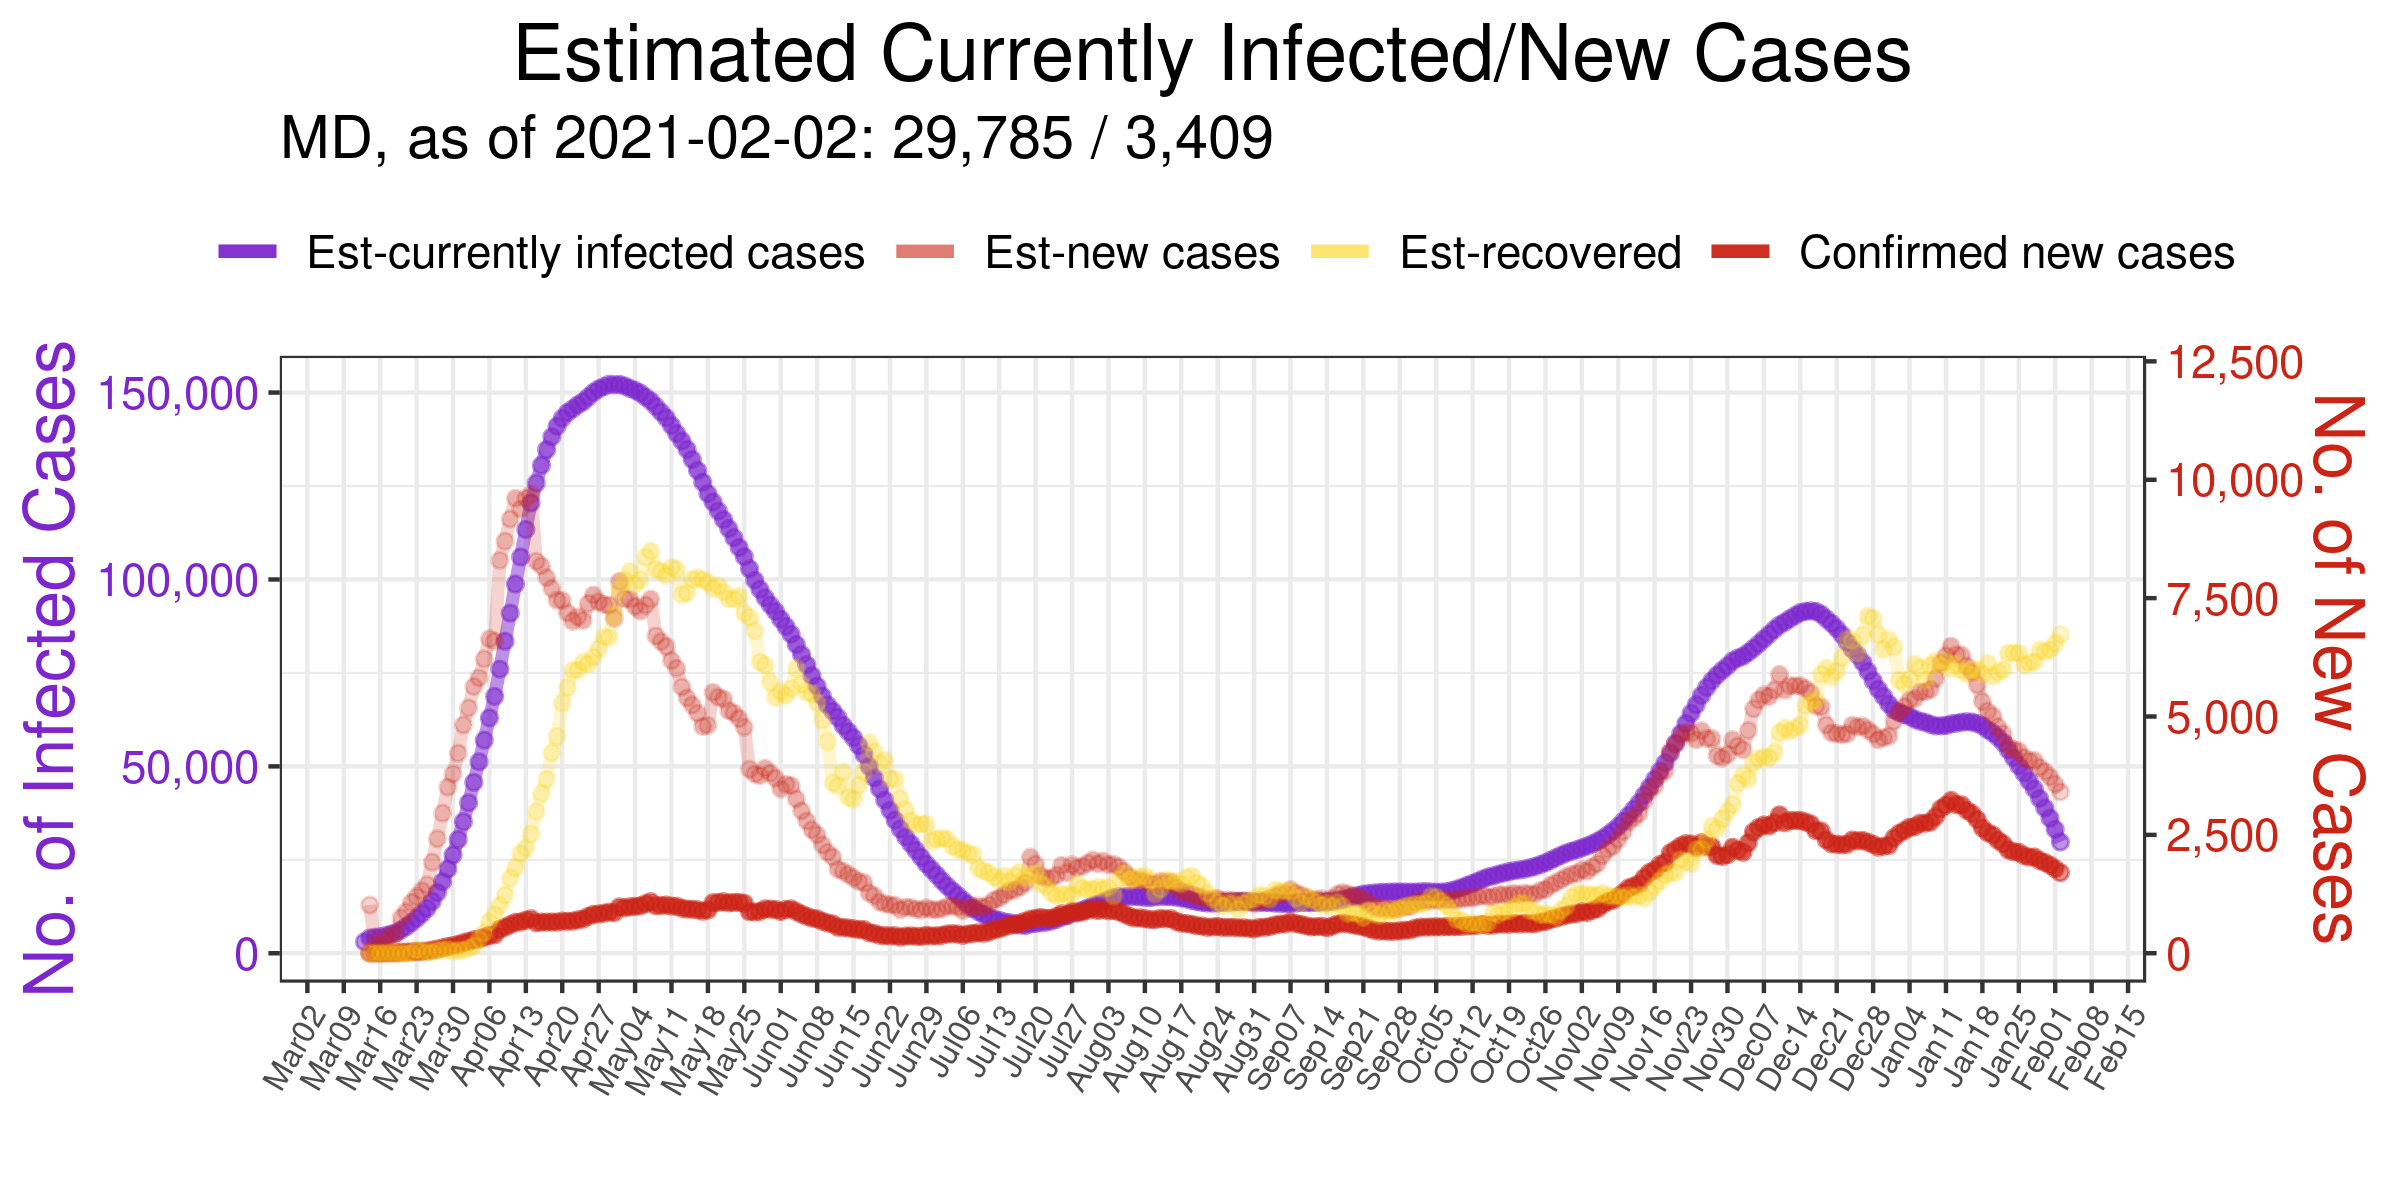 Estimated Currently Infected/New Cases
MD, as of 2021-02-02: 29,785 / 3,409
Est-currently infected cases Est-new cases Est-recovered Confirmed new cases
No. of Infected Cases
150,000
100,000
50,000
0
12,500
10,000
7,500
5,000
2,500
0
No. of New Cases
Mar02 Mar09 Mar16 Mar23 Mar30 Apr06 Apr13 Apr20 Apr27 May04 May11 May18 May25 Jun01 Jun08 Jun15 Jun22 Jun29 Jul06 Jul13 Jul20 Jul27 Aug03 Aug10 Aug17 Aug24 Aug31 Sep07 Sep14 Sep21 Sep28 Oct05 Oct12 Oct19 Oct26 Nov02 Nov09 Nov16 Nov23 Nov30 Dec07 Dec14 Dec21 Dec28 Jan04 Jan11 Jan18 Jan25 Feb01 Feb08 Feb15